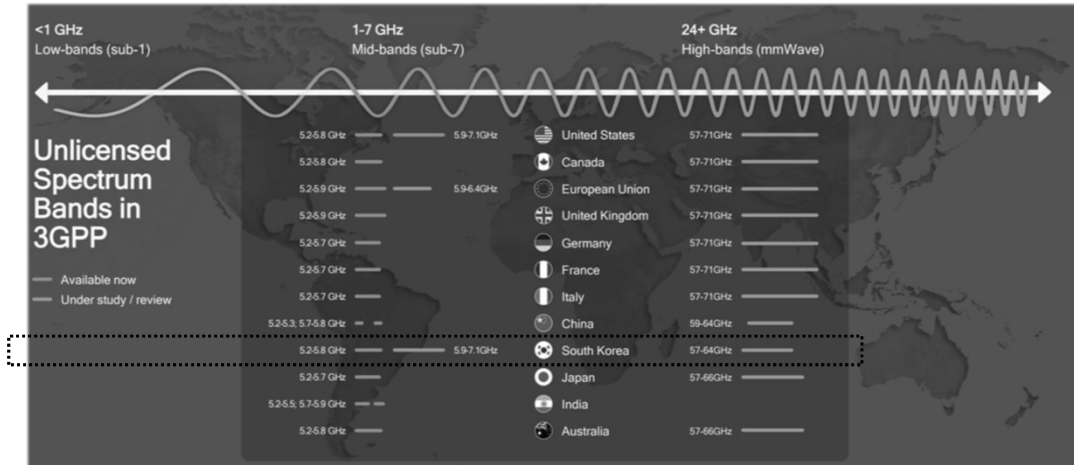 <1 GHz
Low-bands (sub-1)
1-7 GHz
Mid-bands (sub-7)
24+ GHz
High-bands (mmWave)
Unlicensed
Spectrum
Bands in
3GPP
Available now
Under study / review
5.2-5.8 GHz 5.9-7.1GHz United States 57-71GHz
5.2-5.8 GHz Canada 57-71GHz
5.2-5.9 GHz 5.9-6.4GHz European Union 57-71GHz
5.2-5.9 GHz United Kingdom 57-71GHz
5.2-5.7 GHz Germany 57-71GHz
5.2-5.7 GHz France 57-71GHz
5.2-5.7 GHz Italy 57-71GHz
5.2-5.3; 5.7-5.8 GHz China 59-64GHz
5.2-5.8 GHz 5.9-7.1GHz South Korea 57-64GHz
5.2-5.7 GHz Japan 57-66GHz
5.2-5.5; 5.7-5.9 GHz India
5.2-5.8 GHz Australia 57-66GHz